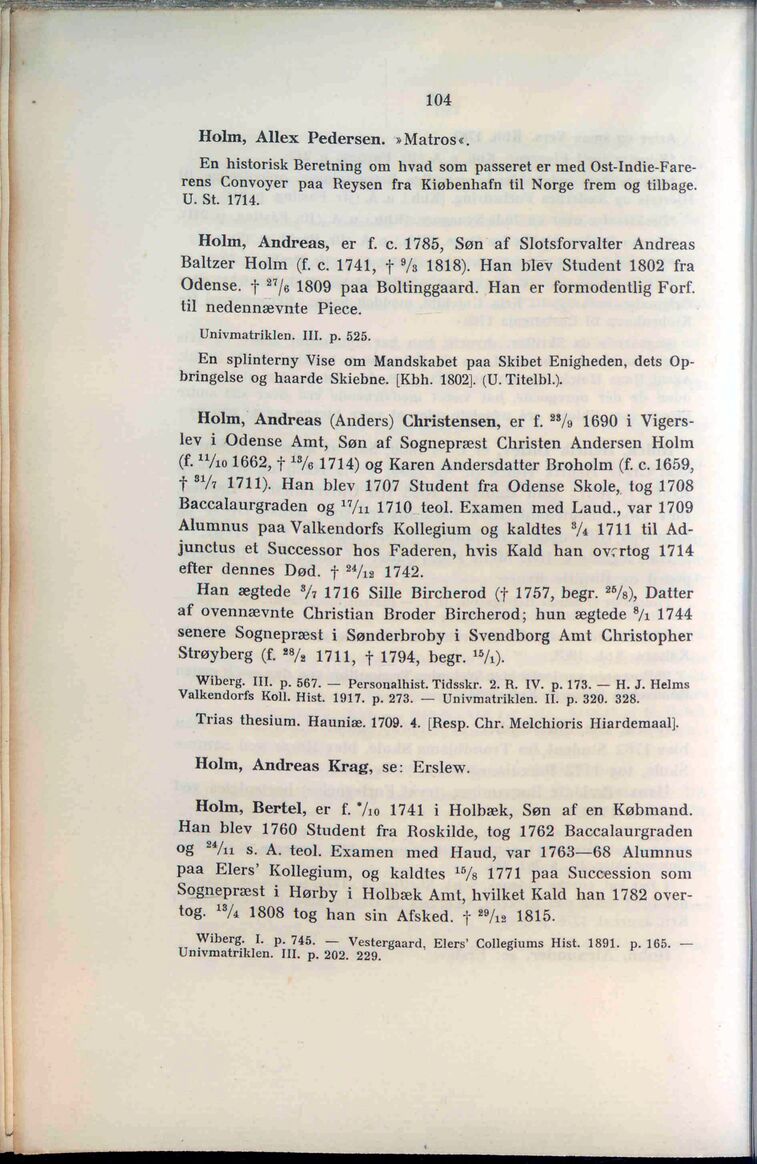 104
Holm, Allex Pedersen. »Matros«.
En historisk Beretning om hvad som passeret er med Ost-Indie-Fare-
rens Convoyer paa Reysen fra Kiøbenhafn til Norge frem og tilbage.
U. St. 1714.
Holm, Andreas, er f. c. 1785, Søn af Slotsforvalter Andreas
Baltzer Holm (f. c. 1741, † 9/3 1818). Han blev Student 1802 fra
Odense. † 27/6 1809 paa Boltinggaard. Han er formodentlig Forf.
til nedennævnte Piece.
Univmatriklen. III. p. 525.
En splinterny Vise om Mandskabet paa Skibet Enigheden, dets Op-
bringelse og haarde Skiebne. [Kbh. 1802]. (U. Titelbl.).
Holm, Andreas (Anders) Christensen, er f. 28/9 1690 i Vigers-
lev i Odense Amt, Søn af Sognepræst Christen Andersen Holm
(f. 11/10 1662, † 13/6 1714) og Karen Andersdatter Broholm (f. c. 1659,
† 31/7 1711). Han blev 1707 Student fra Odense Skole, tog 1708
Baccalaurgraden og 17/11 1710 teol. Examen med Laud., var 1709
Alumnus paa Valkendorfs Kollegium og kaldtes 3/4 1711 til Ad-
junctus et Successor hos Faderen, hvis Kald han overtog 1714
efter dennes Død. † 24/12 1742.
Han ægtede 3/7 1716 Sille Bircherod († 1757, begr. 25/8), Datter
af ovennævnte Christian Broder Bircherod; hun ægtede 8/1 1744
senere Sognepræst i Sønderbroby i Svendborg Amt Christopher
Strøyberg (f. 28/2 1711, † 1794, begr. 15/1).
Wiberg. III. p. 567. — Personalhist. Tidsskr. 2. R. IV. p. 173. — H. J. Helms
Valkendorfs Koll. Hist. 1917. p. 273. — Univmatriklen. II. p. 320. 328.
Trias thesium. Hauniæ. 1709. 4. [Resp. Chr. Melchioris Hiardemaal].
Holm, Andreas Krag, se: Erslew.
Holm, Bertel, er f. /10 1741 i Holbæk, Søn af en Købmand.
Han blev 1760 Student fra Roskilde, tog 1762 Baccalaurgraden
og 24/11 s. A. teol. Examen med Haud, var 1763—68 Alumnus
paa Elers' Kollegium, og kaldtes 15/8 1771 paa Succession som
Sognepræst i Hørby i Holbæk Amt, hvilket Kald han 1782 over-
tog. 13/4 1808 tog han sin Afsked. † 29/12 1815.
Wiberg. I. p. 745. — Vestergaard, Elers' Collegiums Hist. 1891. p. 165. —
Univmatriklen. III. p. 202. 229.